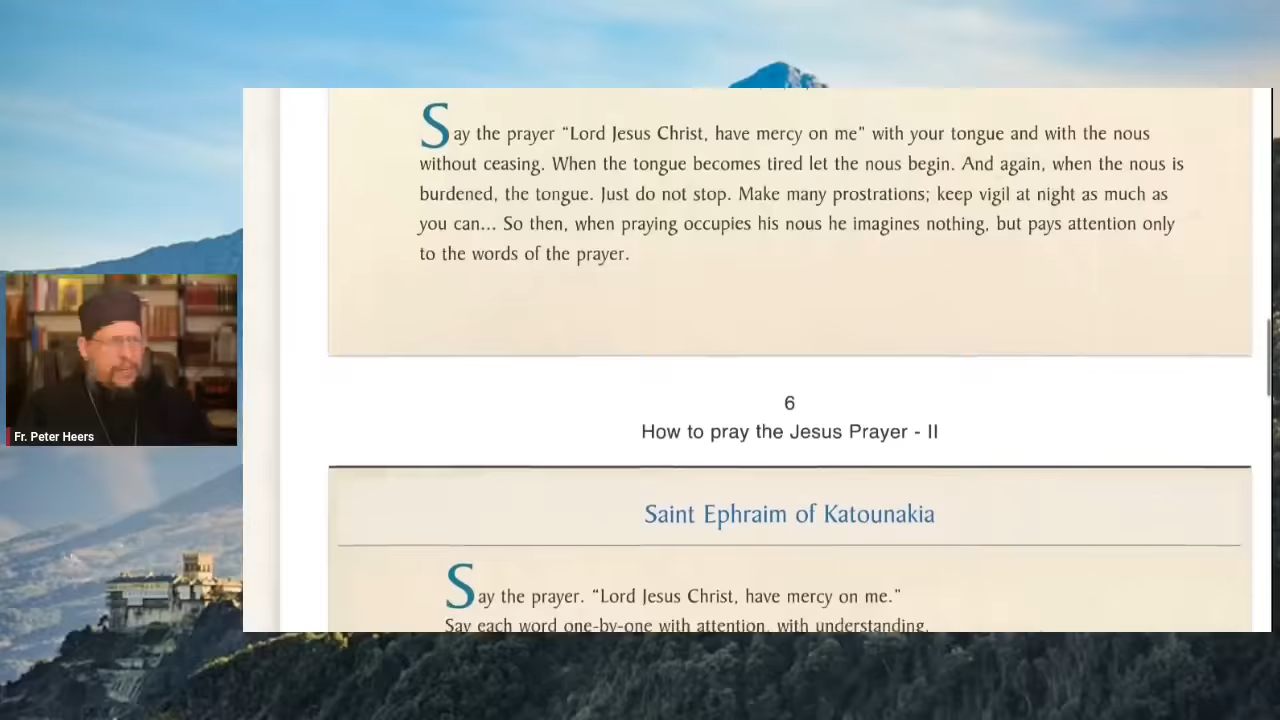 Say the prayer “Lord Jesus Christ, have mercy on me” with your tongue and with the nous
without ceasing. When the tongue becomes tired let the nous begin. And again, when the nous is
burdened, the tongue. Just do not stop. Make many prostrations; keep vigil at night as much as
you can... So then, when praying occupies his nous he imagines nothing, but pays attention only
to the words of the prayer.
6
How to pray the Jesus Prayer - II
Saint Ephraim of Katounakia
Say the prayer. “Lord Jesus Christ, have mercy on me.”
Say each word one-by-one with attention, with understanding.
Fr. Peter Heers